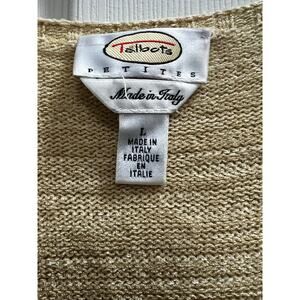 Talbots
PETITES
Made in Italy
L
MADE IN
ITALY
FABRIQUE
EN
ITALIE